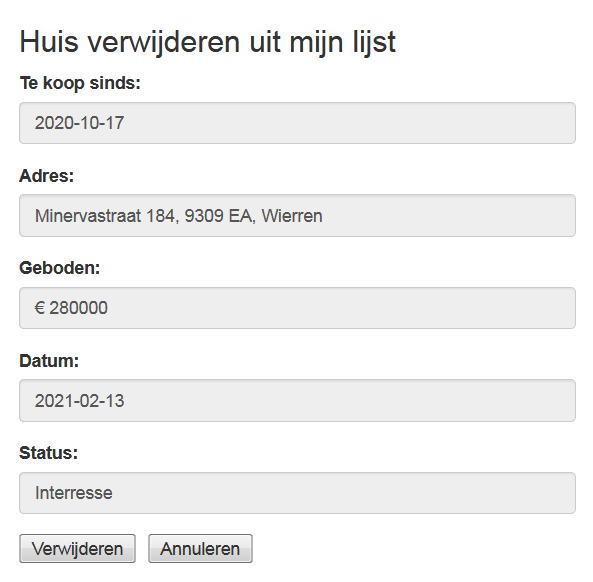 Huis verwijderen uit mijn lijst
Te koop sinds:
2020-10-17
Adres:
Minervastraat 184, 9309 EA, Wierren
Geboden:
€ 280000
Datum:
2021-02-13
Status:
Interresse
Verwijderen Annuleren